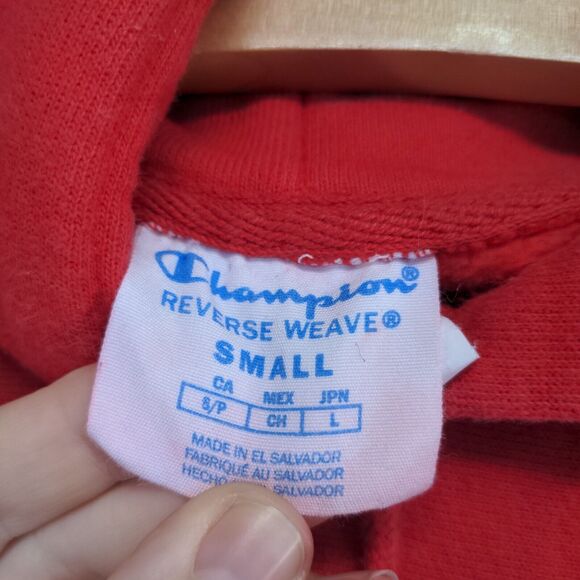 Champion®
REVERSE WEAVE®
SMALL
CA MEX JPN
S/P CH L
MADE IN EL SALVADOR
FABRIQUÉ AU SALVADOR
HECHO SALVADOR